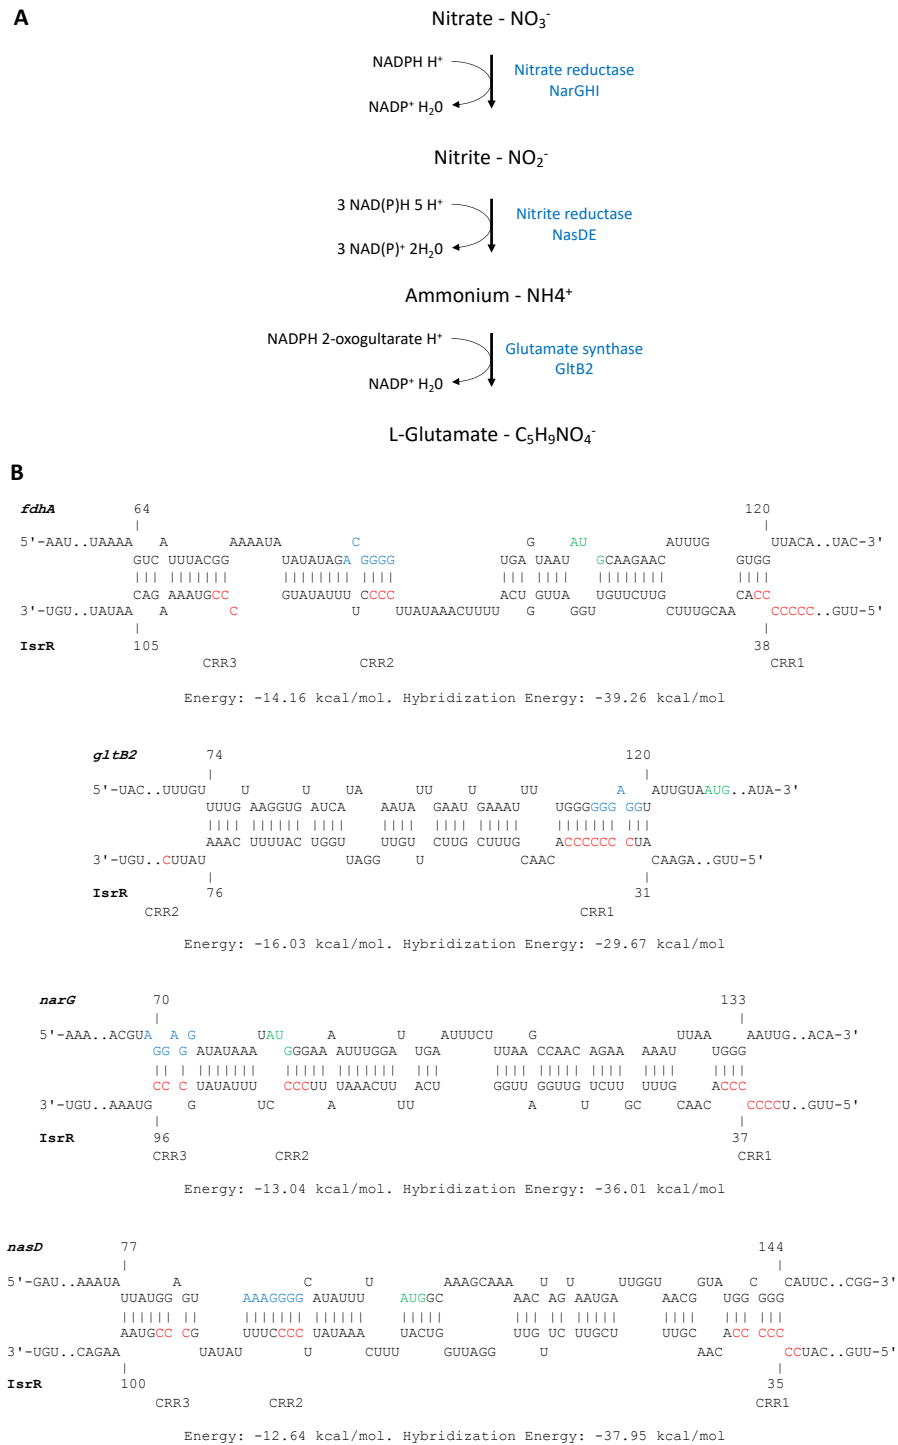 A
Nitrate - NO3-
NADPH H+
Nitrate reductase
NarGHI
NADP+ H20
Nitrite - NO2-
3 NAD(P)H 5 H+
Nitrite reductase
NasDE
3 NAD(P)+ 2H20
Ammonium - NH4+
NADPH 2-oxogultarate H+
Glutamate synthase
GltB2
NADP+ H20
L-Glutamate - C5H9NO4-
B
fdhA 64 120
| |
5'-AAU..UAAAA A AAAAUA C G AU AUUUG UUACA..UAC-3'
GUC UUUACGG UAUAUAGA GGGG UGA UAAU GCAAGAAC GUGG
||| ||||||| |||||||| |||| ||| |||| |||||||| ||||
CAG AAAUGCC GUAUAUUU CCCC ACU GUUA UGUUCUUG CACC
3'-UGU..UAUAA A C U UUAUAAACUUUU G GGU CUUUGCAA CCCCC..GUU-5'
| |
IsrR 105 38
CRR3 CRR2 CRR1
Energy: -14.16 kcal/mol. Hybridization Energy: -39.26 kcal/mol
gltB2 74 120
| |
5'-UAC..UUUGU U U UA UU U UU A AUUGUAAUG..AUA-3'
UUUG AAGGUG AUCA AAUA GAAU GAAAU UGGGGGG GGU
|||| |||||| |||| |||| |||| ||||| ||||||| |||
AAAC UUUUAC UGGU UUGU CUUG CUUUG ACCCCCC CUA
3'-UGU..CUUAU UAGG U CAAC CAAGA..GUU-5'
| |
IsrR 76 31
CRR2 CRR1
Energy: -16.03 kcal/mol. Hybridization Energy: -29.67 kcal/mol
narG 70 133
| |
5'-AAA..ACGUA A G UAU A U AUUUCU G UUAA AAUUG..ACA-3'
GG G AUAUAAA GGGAA AUUUGGA UGA UUAA CCAAC AGAA AAAU UGGG
|| | ||||||| ||||| ||||||| ||| |||| ||||| |||| |||| ||||
CC C UAUAUUU CCCUU UAAACUU ACU GGUU GGUUG UCUU UUUG ACCC
3'-UGU..AAAUG G UC A UU A U GC CAAC CCCCU..GUU-5'
| |
IsrR 96 37
CRR3 CRR2 CRR1
Energy: -13.04 kcal/mol. Hybridization Energy: -36.01 kcal/mol
nasD 77 144
| |
5'-GAU..AAAUA A C U AAAGCAAA U U UUGGU GUA C CAUUC..CGG-3'
UUAUGG GU AAAGGGG AUAUUU AUGGC AAC AG AAUGA AACG UGG GGG
|||||| || ||||||| |||||| ||||| ||| || ||||| |||| ||| |||
AAUGCC CG UUUCCCC UAUAAA UACUG UUG UC UUGCU UUGC ACC CCC
3'-UGU..CAGAA UAUAU U CUUU GUUAGG U AAC CCUAC..GUU-5'
| |
IsrR 100 35
CRR3 CRR2 CRR1
Energy: -12.64 kcal/mol. Hybridization Energy: -37.95 kcal/mol